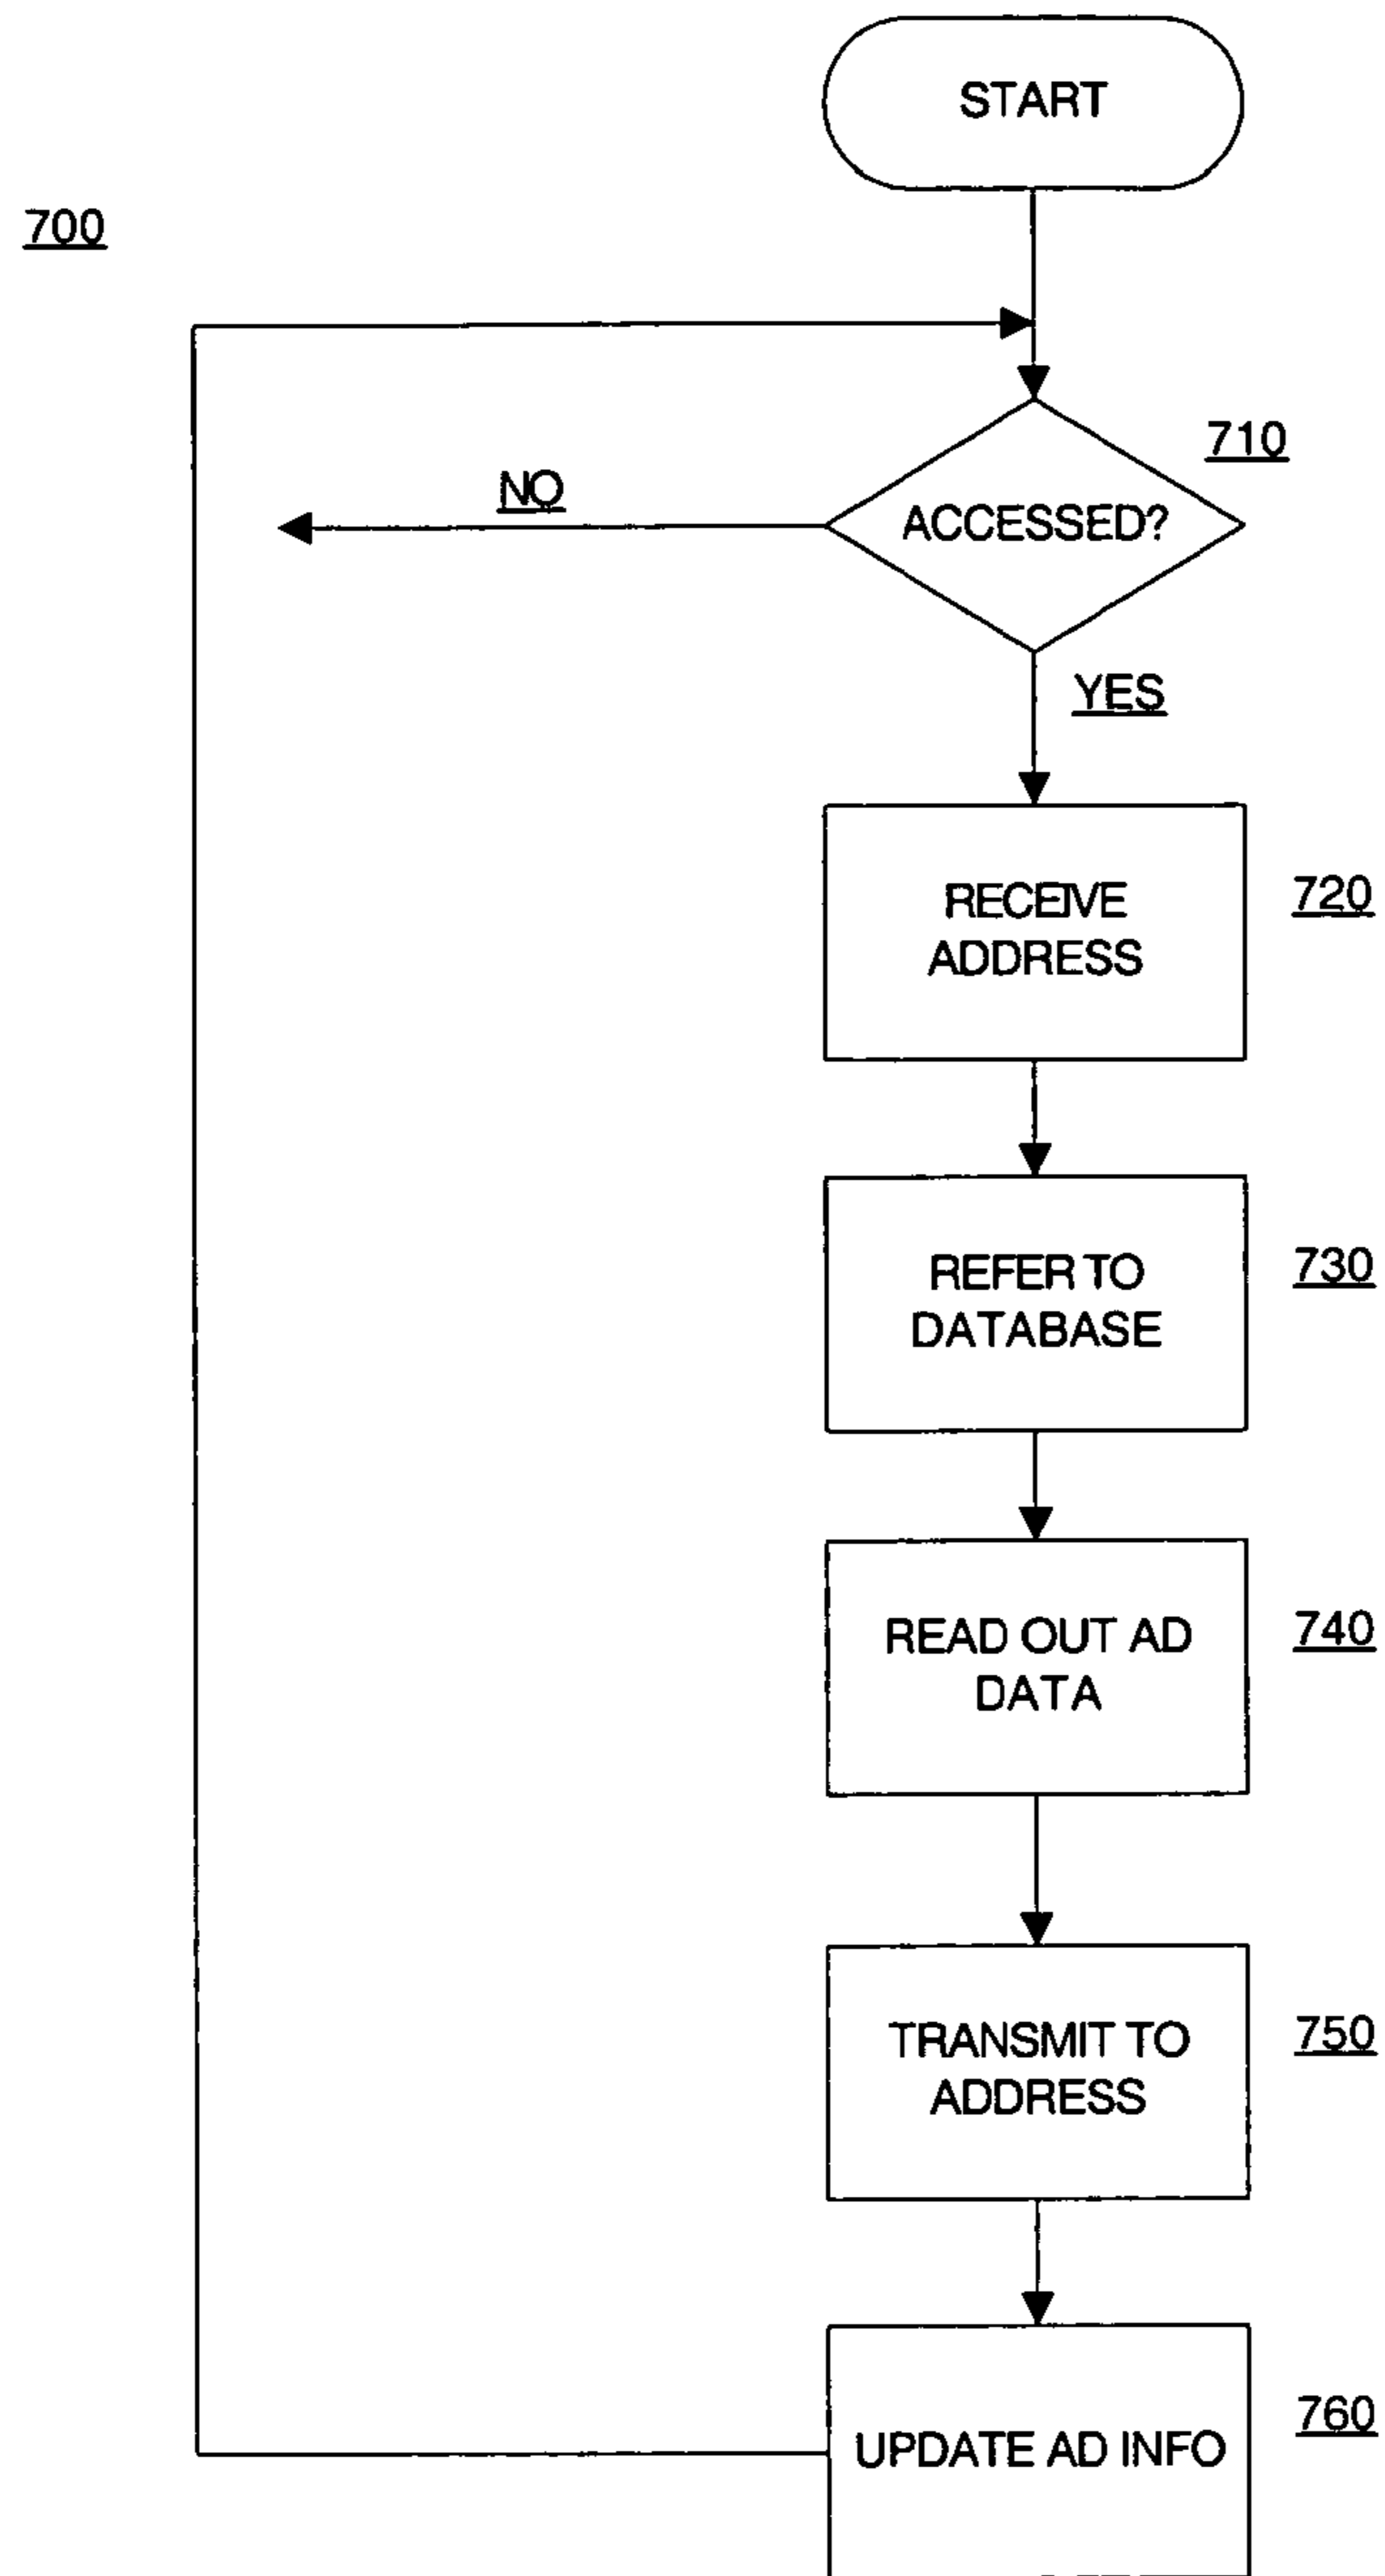 START
700
710
NO
ACCESSED?
YES
RECEIVE
ADDRESS
720
REFER TO
DATABASE
730
READ OUT AD
DATA
740
TRANSMIT TO
ADDRESS
750
UPDATE AD INFO
760